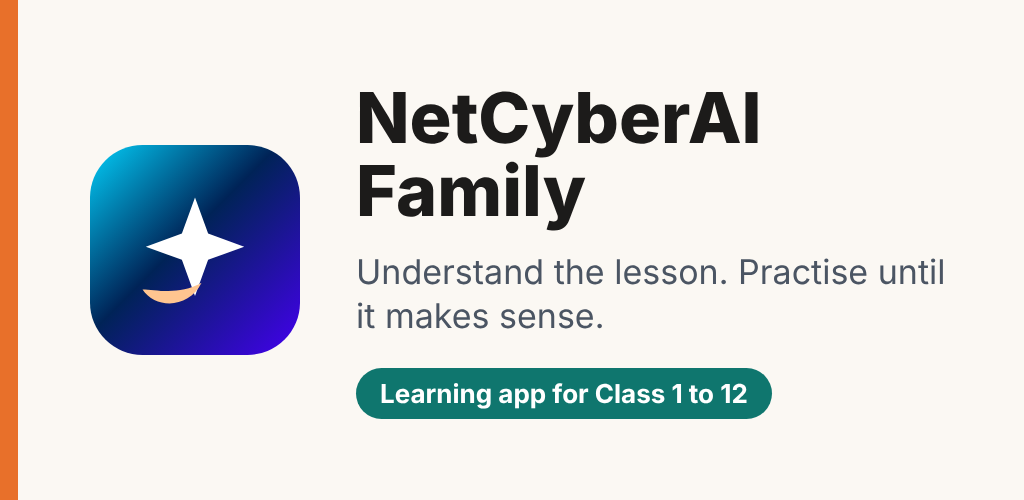 NetCyberAI
Family
Understand the lesson. Practise until
it makes sense.
Learning app for Class 1 to 12